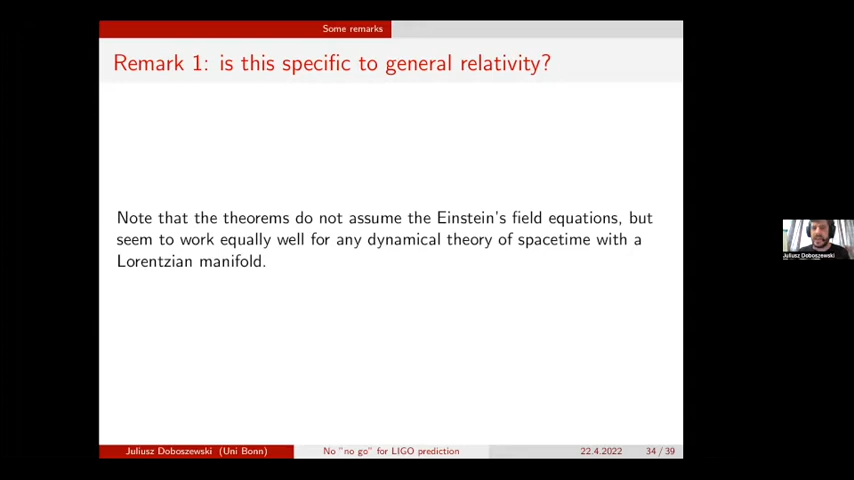 Some remarks
Remark 1: is this specific to general relativity?
Note that the theorems do not assume the Einstein's field equations, but
seem to work equally well for any dynamical theory of spacetime with a
Lorentzian manifold.
Juliusz Doboszewski
Juliusz Doboszewski (Uni Bonn)
No "no go" for LIGO prediction
22.4.2022
34 / 39